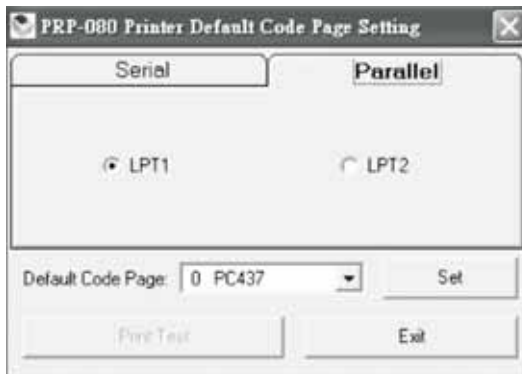 PRP-080 Printer Default Code Page Setting
Serial Parallel
LPT1 LPT2
Default Code Page: 0 PC437 Set
Print Test Exit